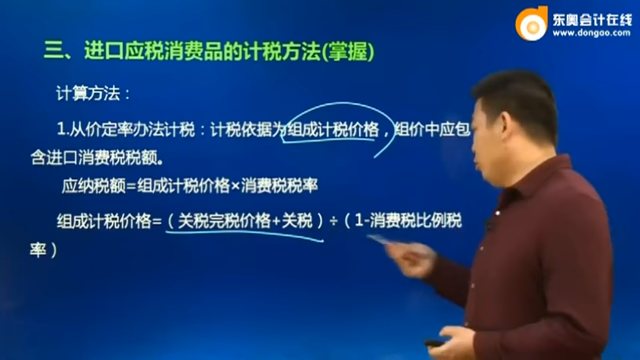 东奥会计在线
www.dongao.com
三、进口应税消费品的计税方法(掌握)
计算方法：
1.从价定率办法计税：计税依据为组成计税价格，组价中应包
含进口消费税税额。
应纳税额=组成计税价格×消费税税率
组成计税价格=（关税完税价格+关税）÷（1-消费税比例税
率）